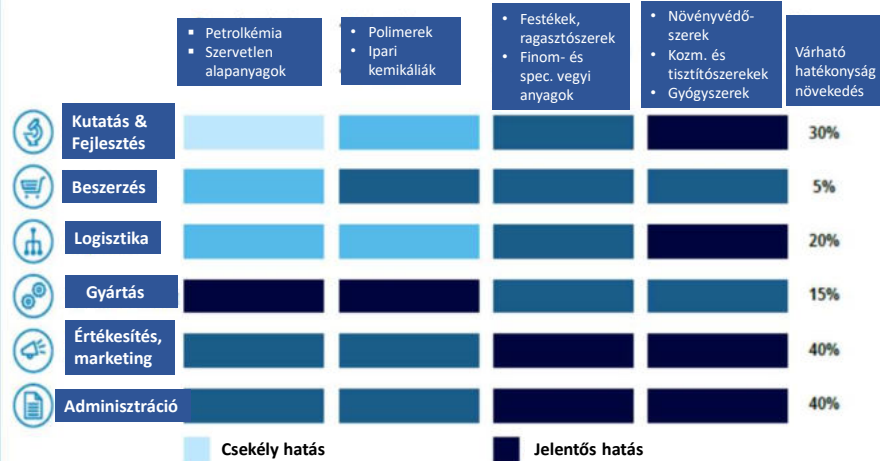 Petrolkémia
Szervetlen
alapanyagok
Polimerek
Ipari
kemikáliák
Festékek,
ragasztószerek
Finom- és
spec. vegyi
anyagok
Növényvédő-
szerek
Kozm. és
tisztítószerekek
Gyógyszerek
Várható
hatékonyság
növekedés
Kutatás &
Fejlesztés
30%
Beszerzés
5%
Logisztika
20%
Gyártás
15%
Értékesítés,
marketing
40%
Adminisztráció
40%
Csekély hatás
Jelentős hatás